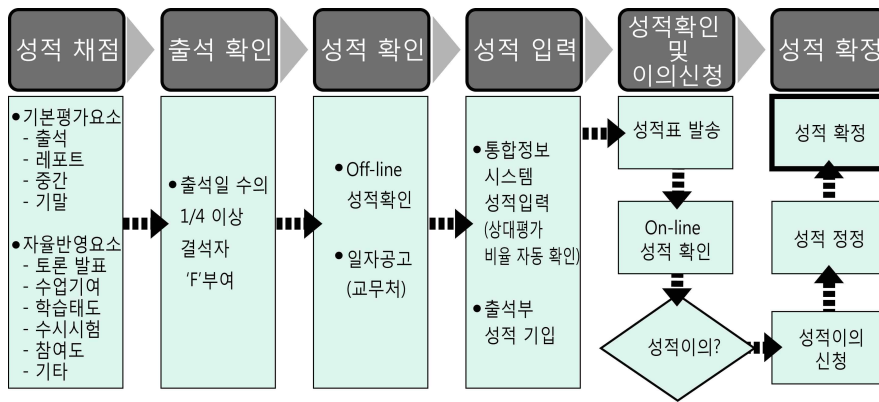 성적 채점
출석 확인
성적 확인
성적 입력
성적확인
및
이의신청
성적 확정
●기본평가요소
- 출석
- 레포트
- 중간
- 기말
●자율반영요소
- 토론 발표
- 수업기여
- 학습태도
- 수시시험
- 참여도
- 기타
●출석일 수의
1/4 이상
결석자
'F'부여
●Off-line
성적확인
●일자공고
(교무처)
●통합정보
시스템
성적입력
(상대평가
비율 자동 확인)
●출석부
성적 기입
성적표 발송
On-line
성적 확인
성적이의?
성적이의
신청
성적 정정
성적 확정